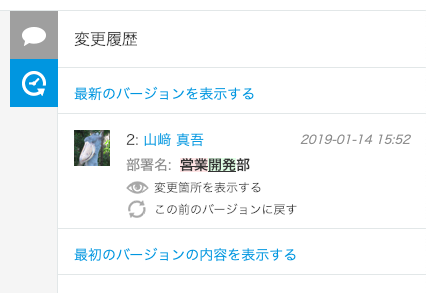 変更履歴
最新のバージョンを表示する
2: 山﨑 真吾 2019-01-14 15:52
部署名: 営業開発部
変更箇所を表示する
この前のバージョンに戻す
最初のバージョンの内容を表示する